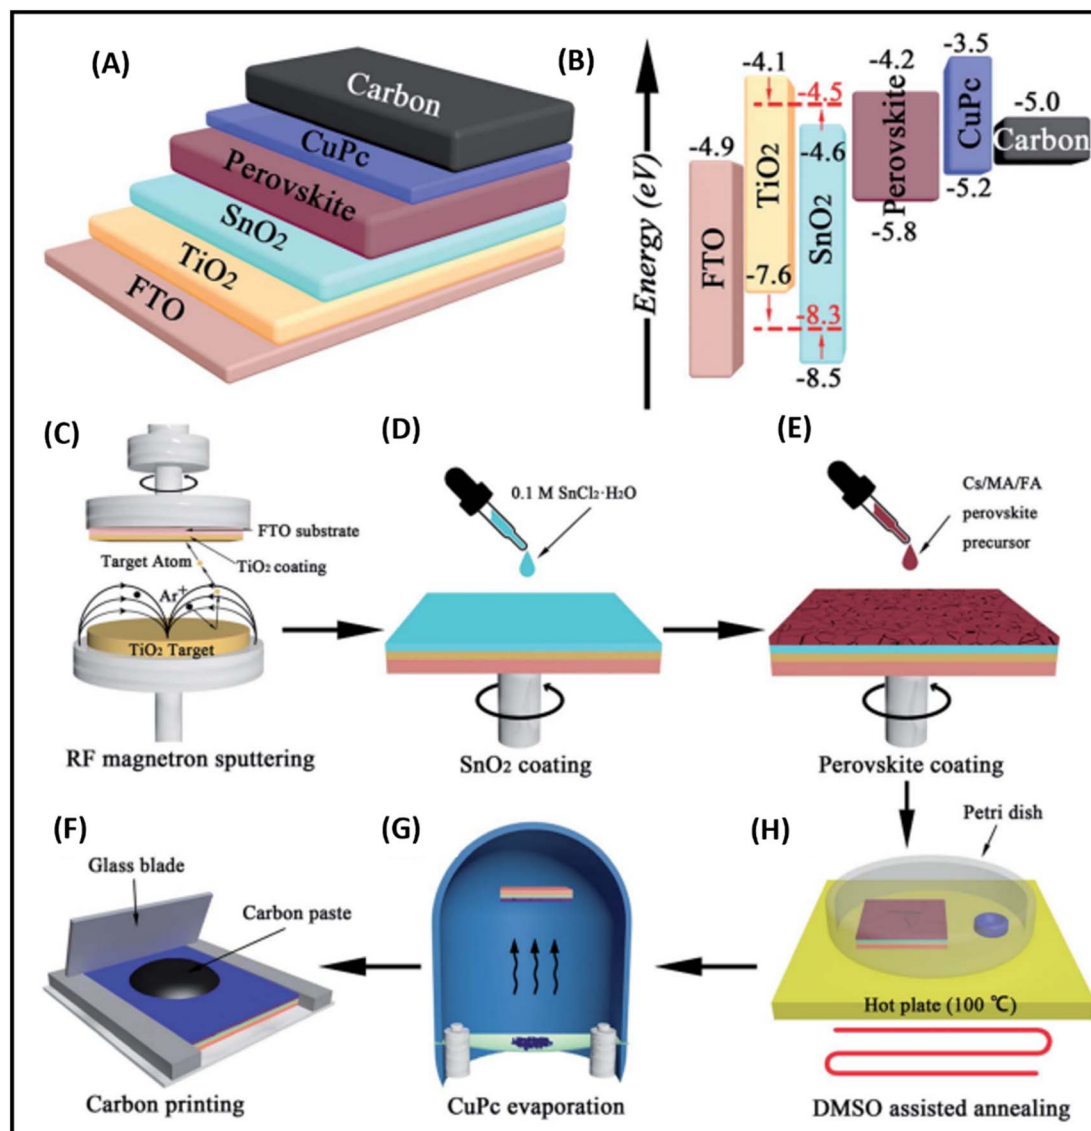 (A)
Carbon
CuPc
Perovskite
SnO2
TiO2
FTO
(B)
Energy (eV)
-4.9
FTO
-4.1
TiO2
-7.6
-4.5
-4.6
SnO2
-8.3
-8.5
-4.2
Perovskite
-5.8
-3.5
CuPc
-5.2
-5.0
Carbon
(C)
FTO substrate
Target Atom
TiO2 coating
Ar+
TiO2 Target
RF magnetron sputtering
(D)
0.1 M SnCl2·H2O
SnO2 coating
(E)
Cs/MA/FA
perovskite
precursor
Perovskite coating
(F)
Glass blade
Carbon paste
Carbon printing
(G)
CuPc evaporation
(H)
Petri dish
Hot plate (100 ℃)
DMSO assisted annealing